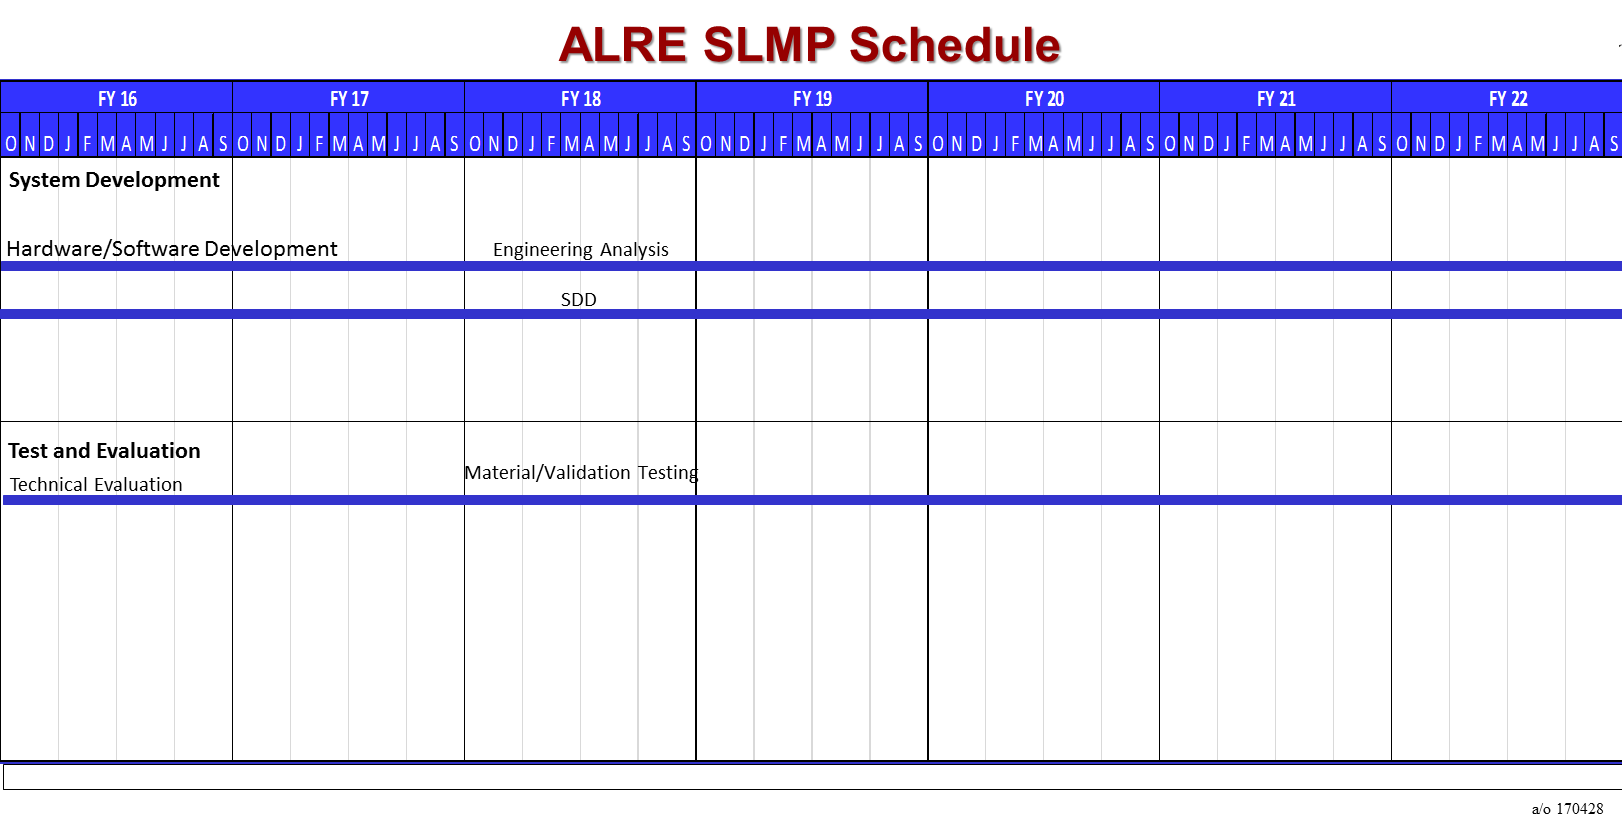 ALRE SLMP Schedule
FY 16 FY 17 FY 18 FY 19 FY 20 FY 21 FY 22
O N D J F M A M J J A S O N D J F M A M J J A S O N D J F M A M J J A S O N D J F M A M J J A S O N D J F M A M J J A S O N D J F M A M J J A S O N D J F M A M J J A S
System Development
Hardware/Software Development Engineering Analysis
SDD
Test and Evaluation
Material/Validation Testing
Technical Evaluation
a/o 170428